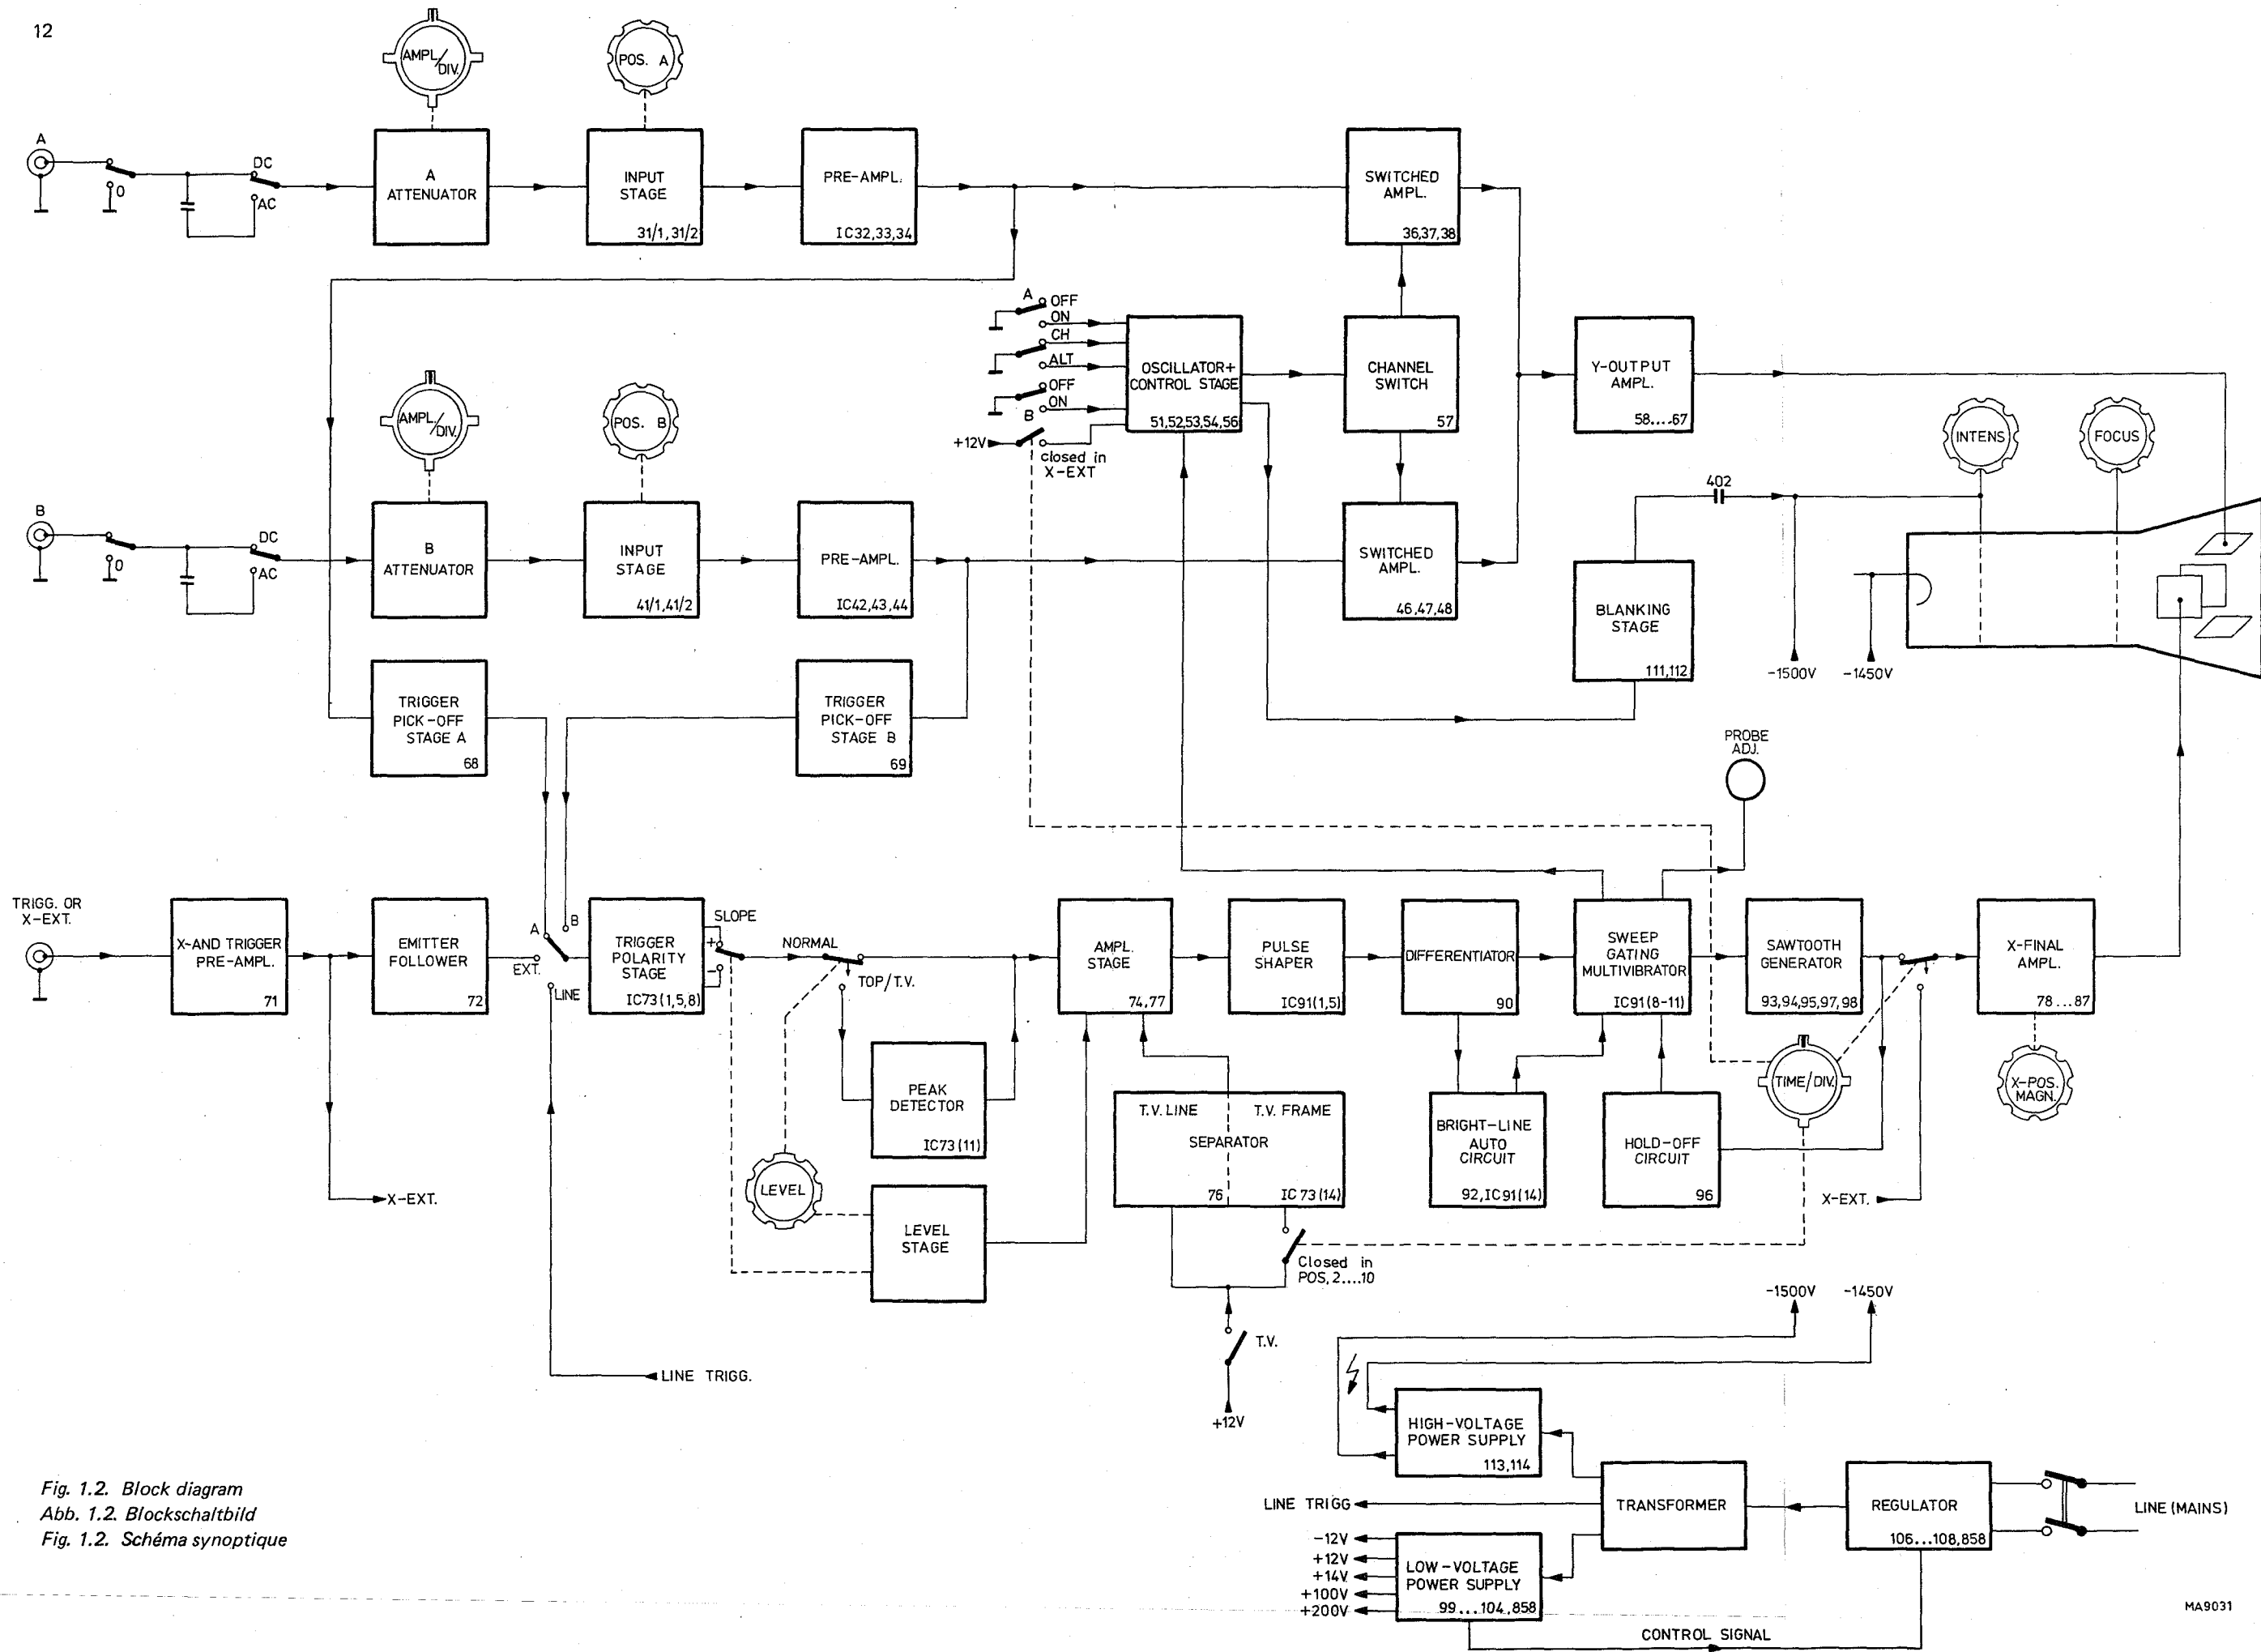 12
AMPL/
DIV.
POS. A
A
O
DC
AC
A
ATTENUATOR
INPUT
STAGE
31/1, 31/2
PRE-AMPL.
IC32,33,34
SWITCHED
AMPL.
36,37,38
A
OFF
ON
CH
ALT
OFF
ON
B
+12V
closed in
X-EXT
OSCILLATOR+
CONTROL STAGE
51,52,53,54,56
CHANNEL
SWITCH
57
Y-OUTPUT
AMPL.
58....67
INTENS
FOCUS
AMPL/
DIV.
POS. B
B
O
DC
AC
B
ATTENUATOR
INPUT
STAGE
41/1,41/2
PRE-AMPL.
IC42,43,44
SWITCHED
AMPL.
46,47,48
402
BLANKING
STAGE
111,112
-1500V
-1450V
TRIGGER
PICK-OFF
STAGE A
68
TRIGGER
PICK-OFF
STAGE B
69
PROBE
ADJ.
TRIGG. OR
X-EXT.
X-AND TRIGGER
PRE-AMPL.
71
EMITTER
FOLLOWER
72
A
B
EXT.
LINE
TRIGGER
POLARITY
STAGE
IC73(1,5,8)
SLOPE
+
-
NORMAL
TOP/T.V.
AMPL.
STAGE
74,77
PULSE
SHAPER
IC91(1,5)
DIFFERENTIATOR
90
SWEEP
GATING
MULTIVIBRATOR
IC91(8-11)
SAWTOOTH
GENERATOR
93,94,95,97,98
X-FINAL
AMPL.
78...87
PEAK
DETECTOR
IC73(11)
T.V. LINE
T.V. FRAME
SEPARATOR
76
IC 73(14)
BRIGHT-LINE
AUTO
CIRCUIT
92,IC91(14)
HOLD-OFF
CIRCUIT
96
TIME/DIV.
X-POS.
MAGN.
X-EXT.
LEVEL
LEVEL
STAGE
X-EXT.
Closed in
POS, 2....10
T.V.
+12V
LINE TRIGG.
-1500V
-1450V
HIGH-VOLTAGE
POWER SUPPLY
113,114
LINE TRIGG
TRANSFORMER
REGULATOR
106...108,858
LINE (MAINS)
-12V
+12V
+14V
+100V
+200V
LOW-VOLTAGE
POWER SUPPLY
99...104,858
CONTROL SIGNAL
Fig. 1.2. Block diagram
Abb. 1.2. Blockschaltbild
Fig. 1.2. Schéma synoptique
MA9031